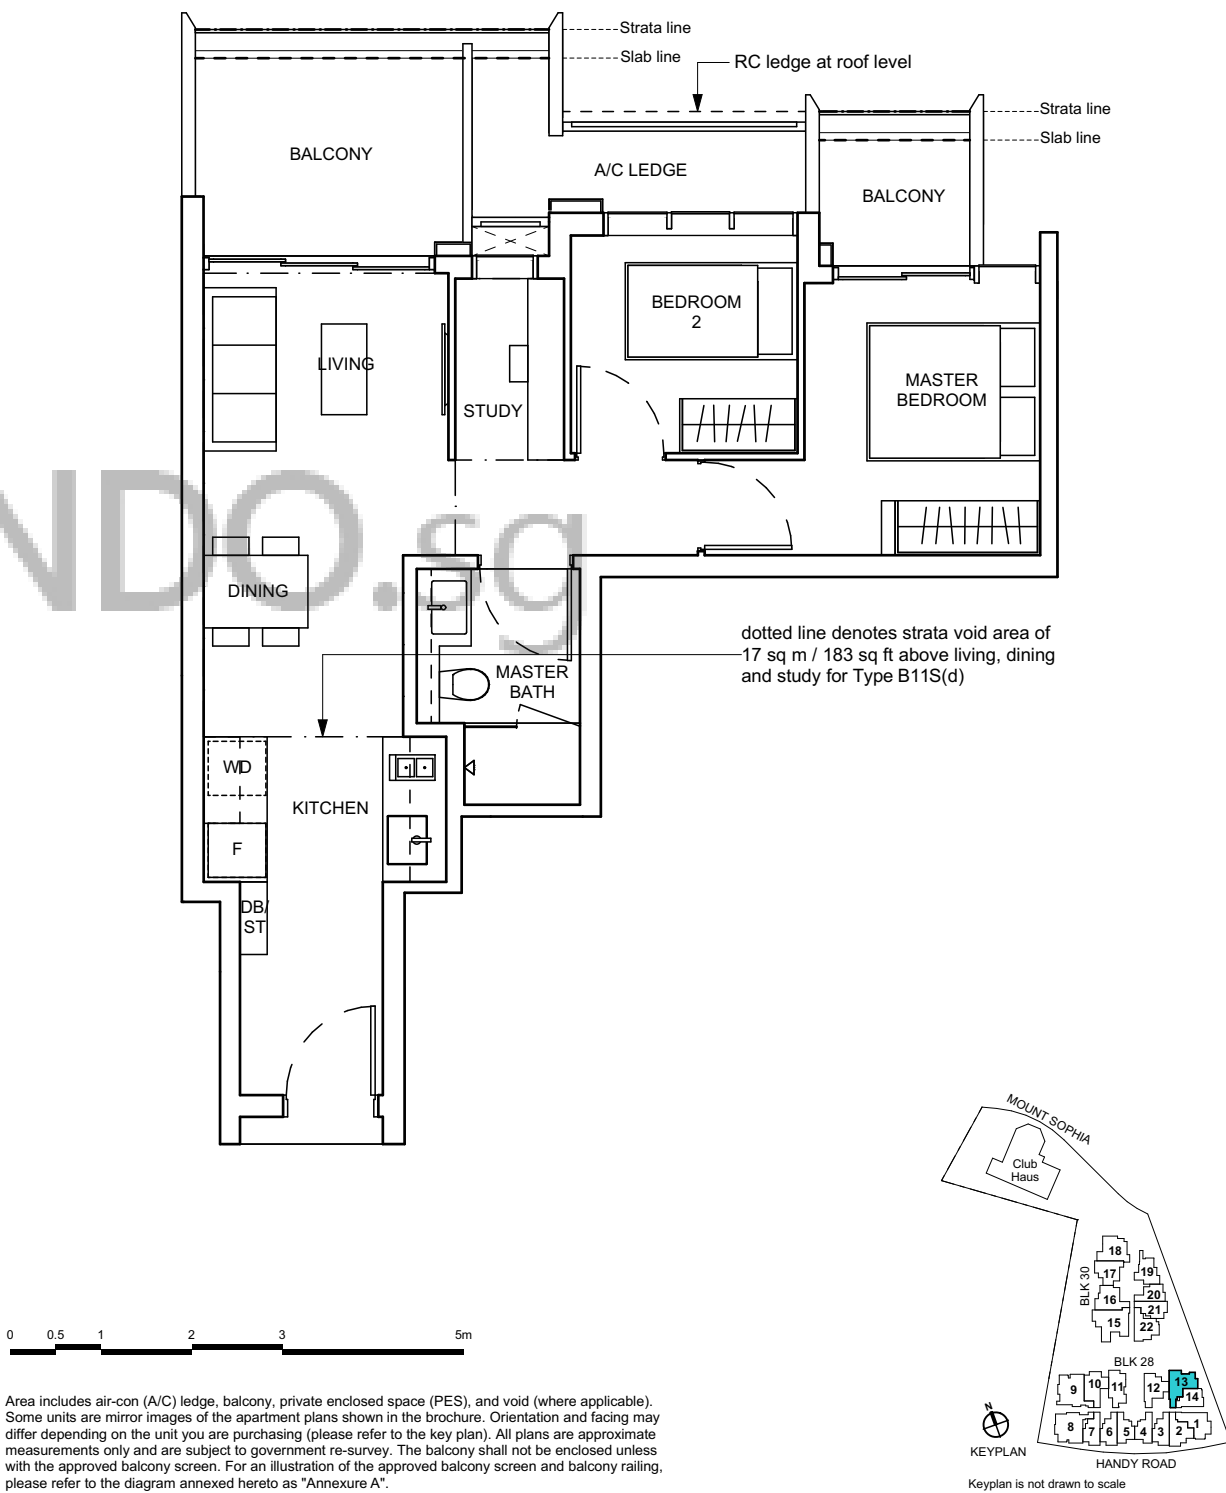 Strata line
Slab line
RC ledge at roof level
Strata line
Slab line
BALCONY
A/C LEDGE
BALCONY
BEDROOM
2
LIVING
MASTER
BEDROOM
STUDY
NDO.sg
DINING
dotted line denotes strata void area of
17 sq m / 183 sq ft above living, dining
and study for Type B11S(d)
MASTER
BATH
WD
KITCHEN
F
DB/
ST
MOUNT SOPHIA
Club
Haus
BLK 30
18
17
19
16
20
21
15
22
BLK 28
13
9
10
11
12
14
8
7
6
5
4
3
2
1
N
KEYPLAN
HANDY ROAD
Keyplan is not drawn to scale
0 0.5 1 2 3 5m
Area includes air-con (A/C) ledge, balcony, private enclosed space (PES), and void (where applicable).
Some units are mirror images of the apartment plans shown in the brochure. Orientation and facing may
differ depending on the unit you are purchasing (please refer to the key plan). All plans are approximate
measurements only and are subject to government re-survey. The balcony shall not be enclosed unless
with the approved balcony screen. For an illustration of the approved balcony screen and balcony railing,
please refer to the diagram annexed hereto as "Annexure A".